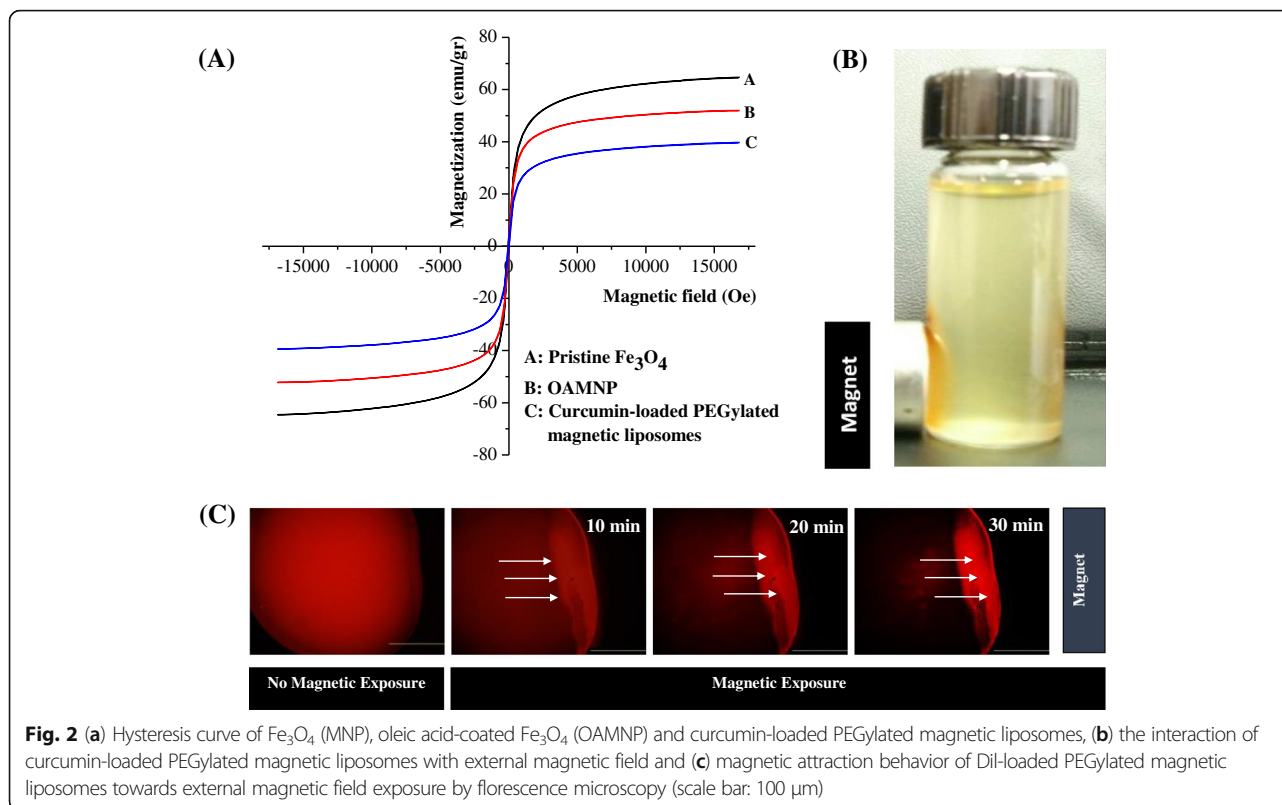 (A)
80
60
40
20
0
-20
-40
-60
-80
Magnetization (emu/gr)
-15000 -10000 -5000 0 5000 10000 15000
Magnetic field (Oe)
A
B
C
A: Pristine Fe₃O₄
B: OAMNP
C: Curcumin-loaded PEGylated
magnetic liposomes
(B)
Magnet
(C)
10 min
20 min
30 min
Magnet
No Magnetic Exposure
Magnetic Exposure
Fig. 2 (a) Hysteresis curve of Fe₃O₄ (MNP), oleic acid-coated Fe₃O₄ (OAMNP) and curcumin-loaded PEGylated magnetic liposomes, (b) the interaction of
curcumin-loaded PEGylated magnetic liposomes with external magnetic field and (c) magnetic attraction behavior of Dil-loaded PEGylated magnetic
liposomes towards external magnetic field exposure by florescence microscopy (scale bar: 100 μm)